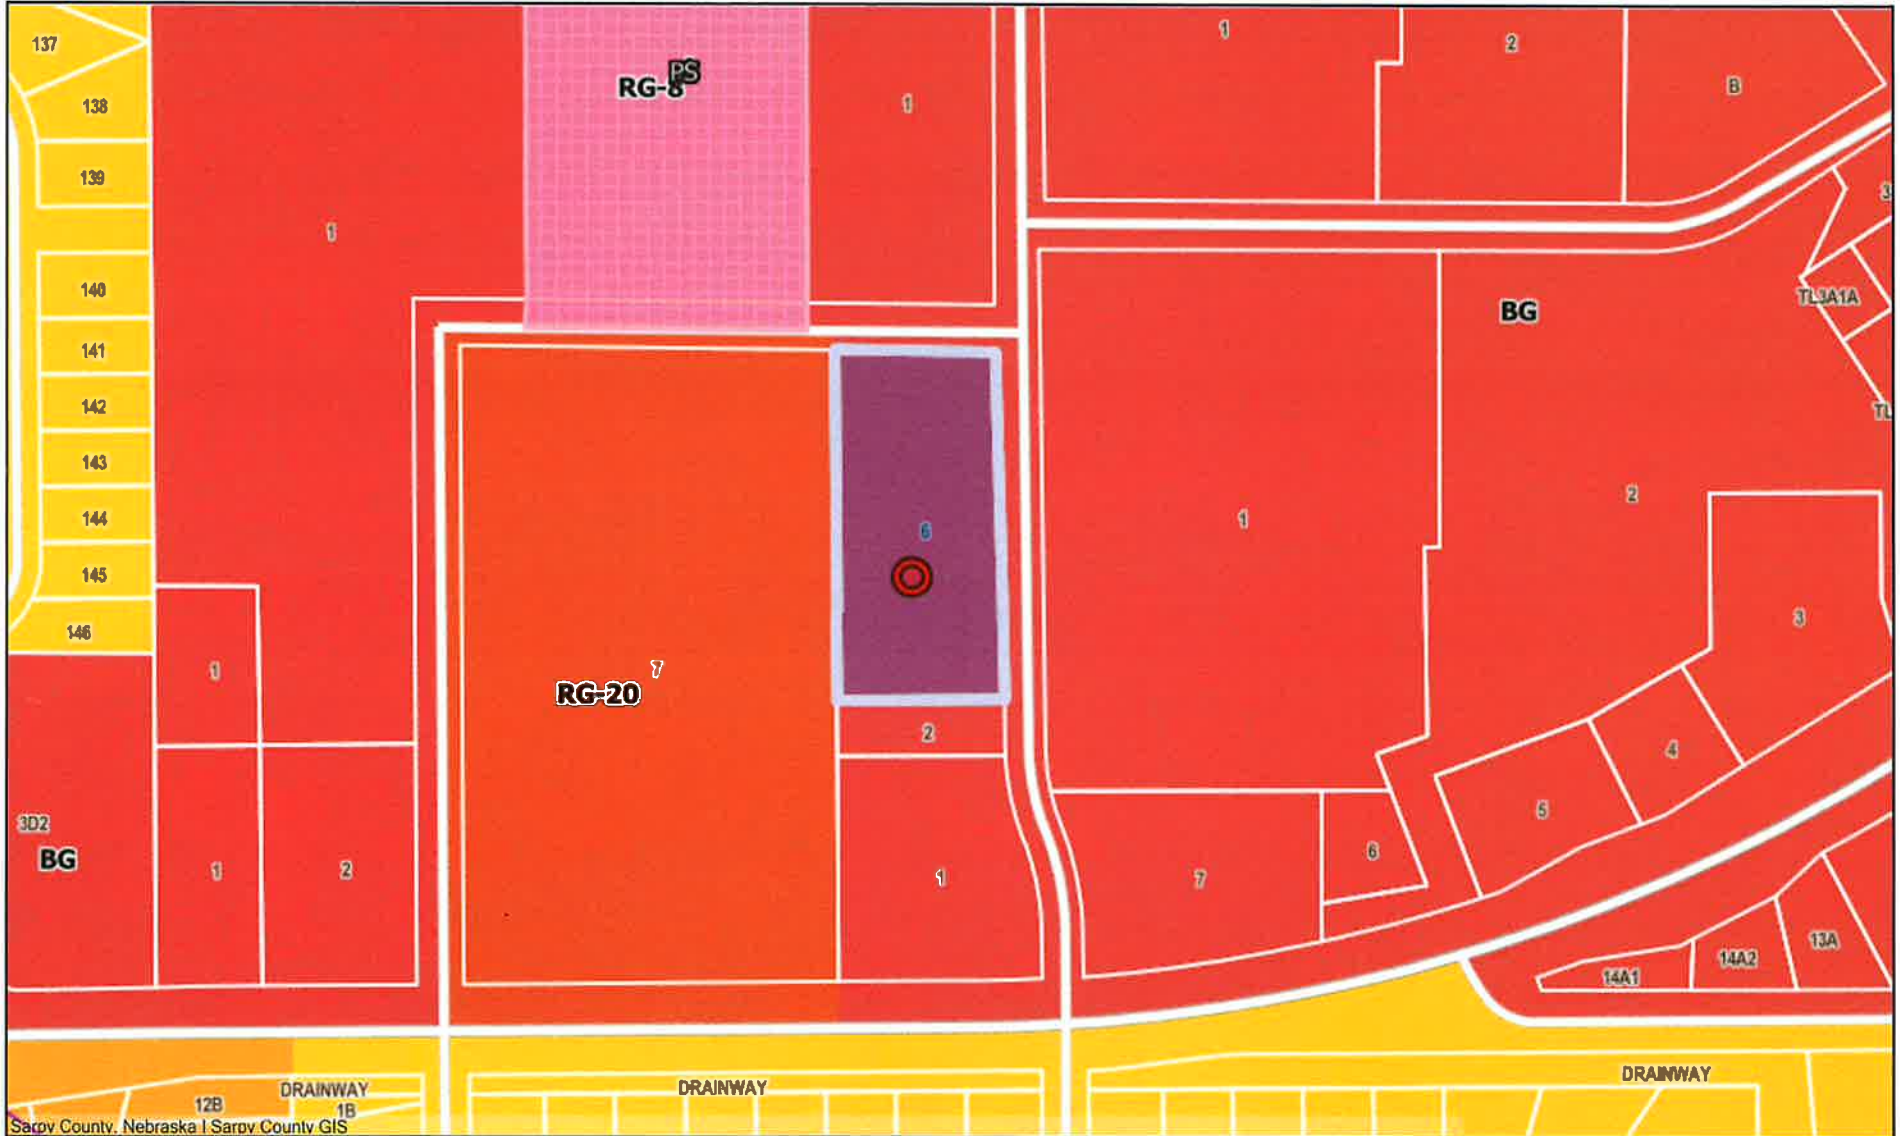 137
1
2
RG-8
PS
B
138
1
139
3
1
140
TL3A1A
BG
141
142
TL
143
2
144
1
6
145
3
146
1
7
RG-20
2
4
5
3D2
6
BG
1
2
1
7
13A
14A2
14A1
DRAINWAY
DRAINWAY
DRAINWAY
12B
1B
Sarpy County, Nebraska | Sarpy County GIS